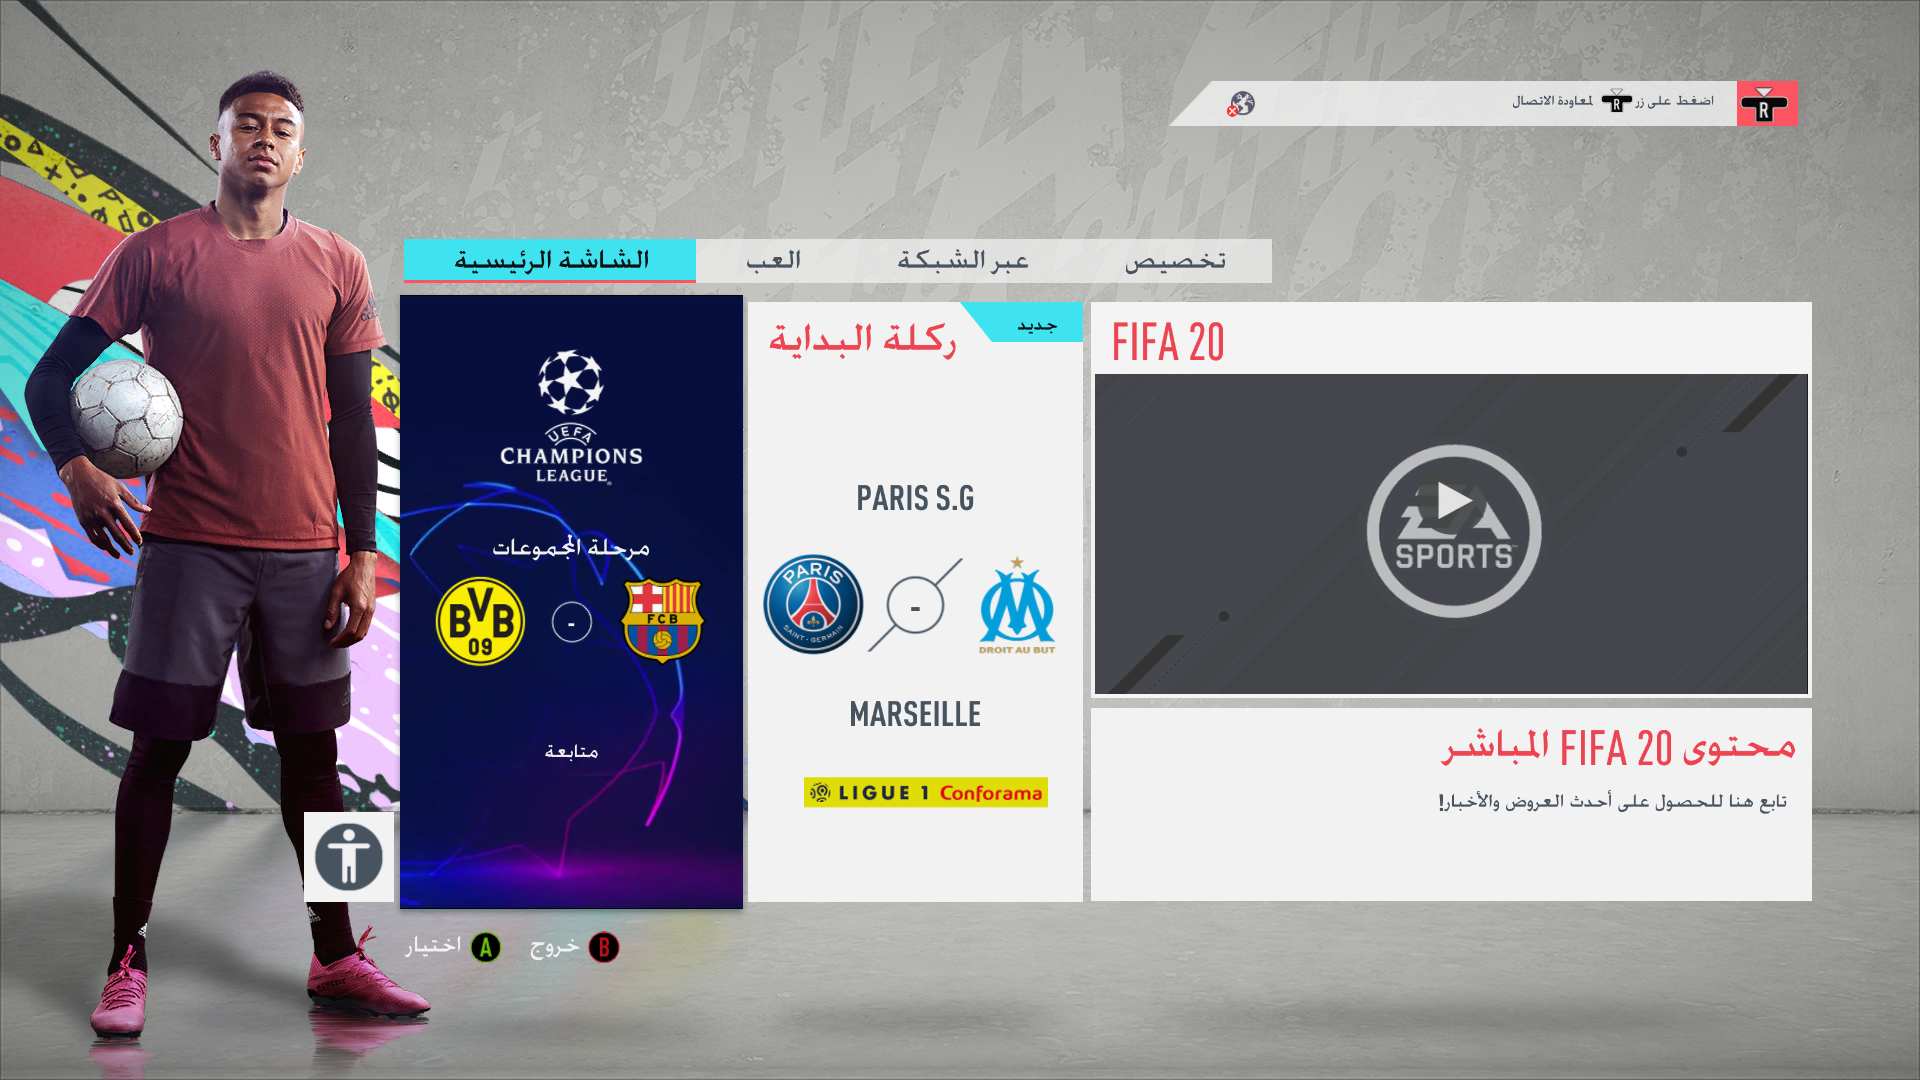 اضغط على زر R لمعاودة الاتصال
R
الشاشة الرئيسية
العب
عبر الشبكة
تخصيص
UEFA
CHAMPIONS
LEAGUE
مرحلة المجموعات
BVB
09
-
FCB
متابعة
ركلة البداية
جديد
PARIS S.G
PARIS
SAINT-GERMAIN
-
DROIT AU BUT
MARSEILLE
LIGUE 1 Conforama
FIFA 20
EA
SPORTS
محتوى FIFA 20 المباشر
تابع هنا للحصول على أحدث العروض والأخبار!
اختيار A
خروج B